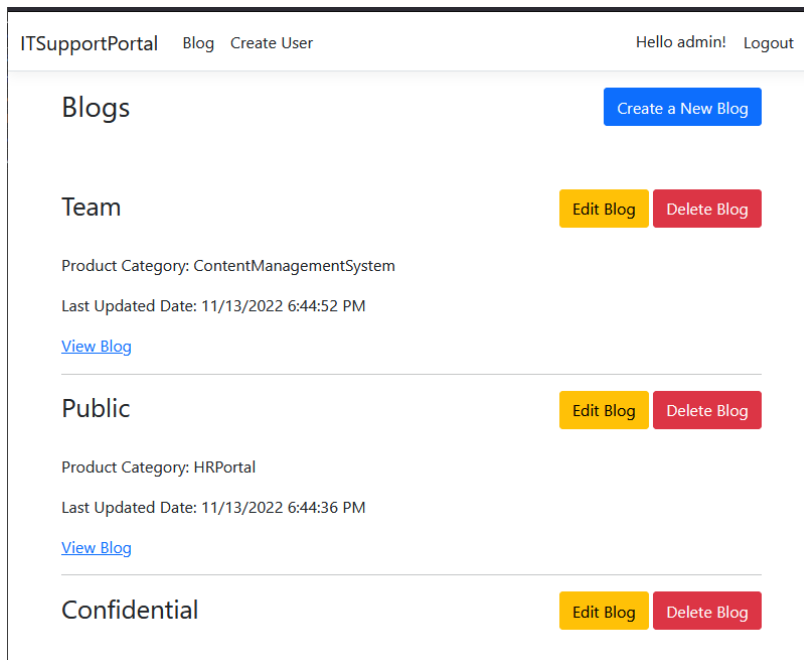 ITSupportPortal Blog Create User Hello admin! Logout
Blogs Create a New Blog
Team Edit Blog Delete Blog
Product Category: ContentManagementSystem
Last Updated Date: 11/13/2022 6:44:52 PM
View Blog
Public Edit Blog Delete Blog
Product Category: HRPortal
Last Updated Date: 11/13/2022 6:44:36 PM
View Blog
Confidential Edit Blog Delete Blog